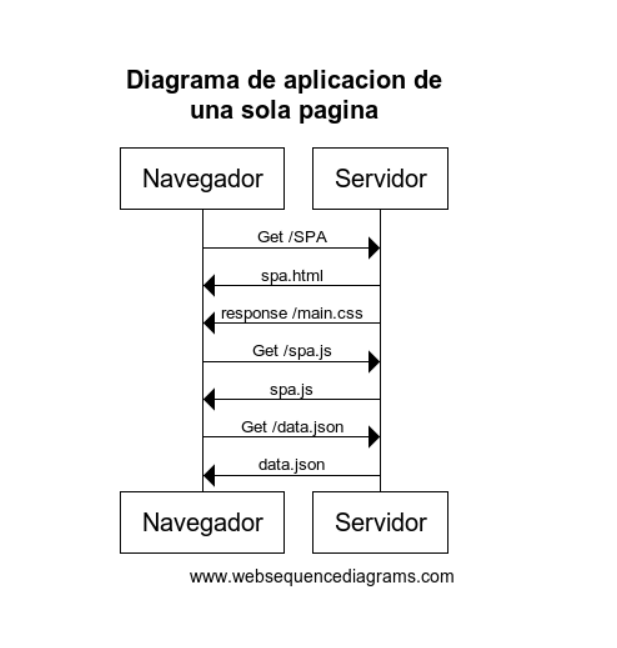 Diagrama de aplicacion de
una sola pagina
Navegador
Servidor
Get /SPA
spa.html
response /main.css
Get /spa.js
spa.js
Get /data.json
data.json
Navegador
Servidor
www.websequencediagrams.com